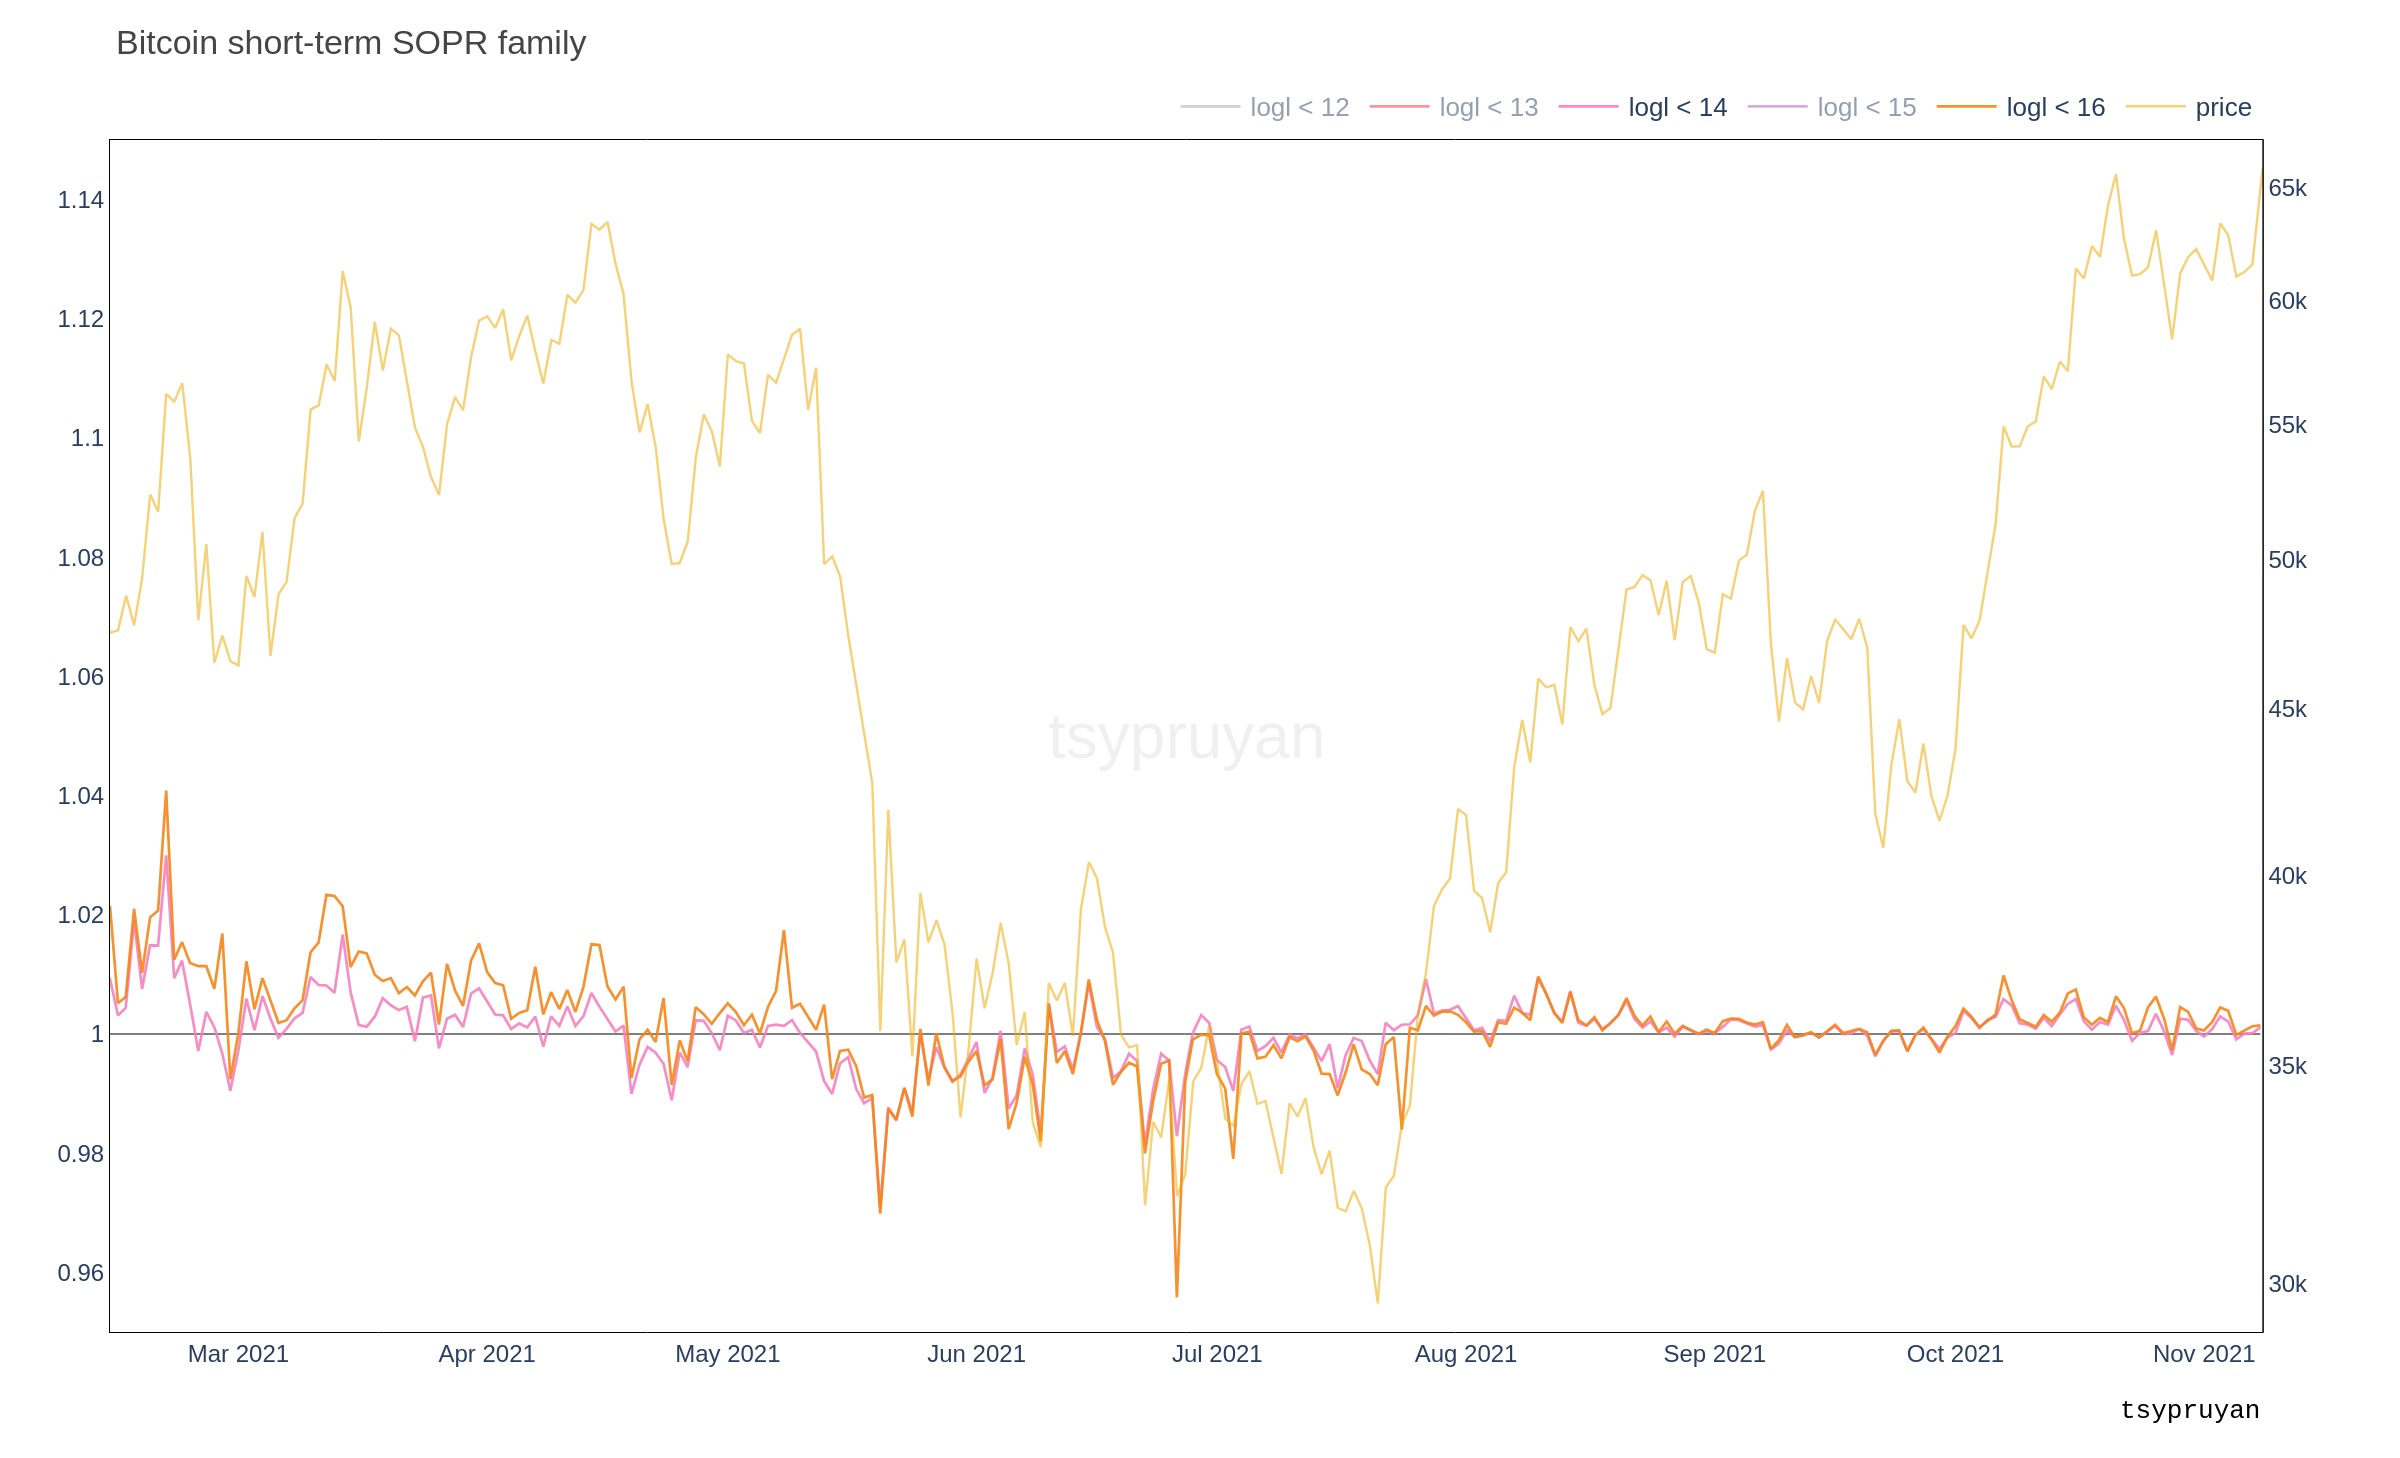 Bitcoin short-term SOPR family
logl < 12 logl < 13 logl < 14 logl < 15 logl < 16 price
1.14 65k
1.12 60k
1.1 55k
1.08 50k
1.06 45k
tsypruyan
1.04
1.02 40k
1 35k
0.98
0.96 30k
Mar 2021 Apr 2021 May 2021 Jun 2021 Jul 2021 Aug 2021 Sep 2021 Oct 2021 Nov 2021
tsypruyan